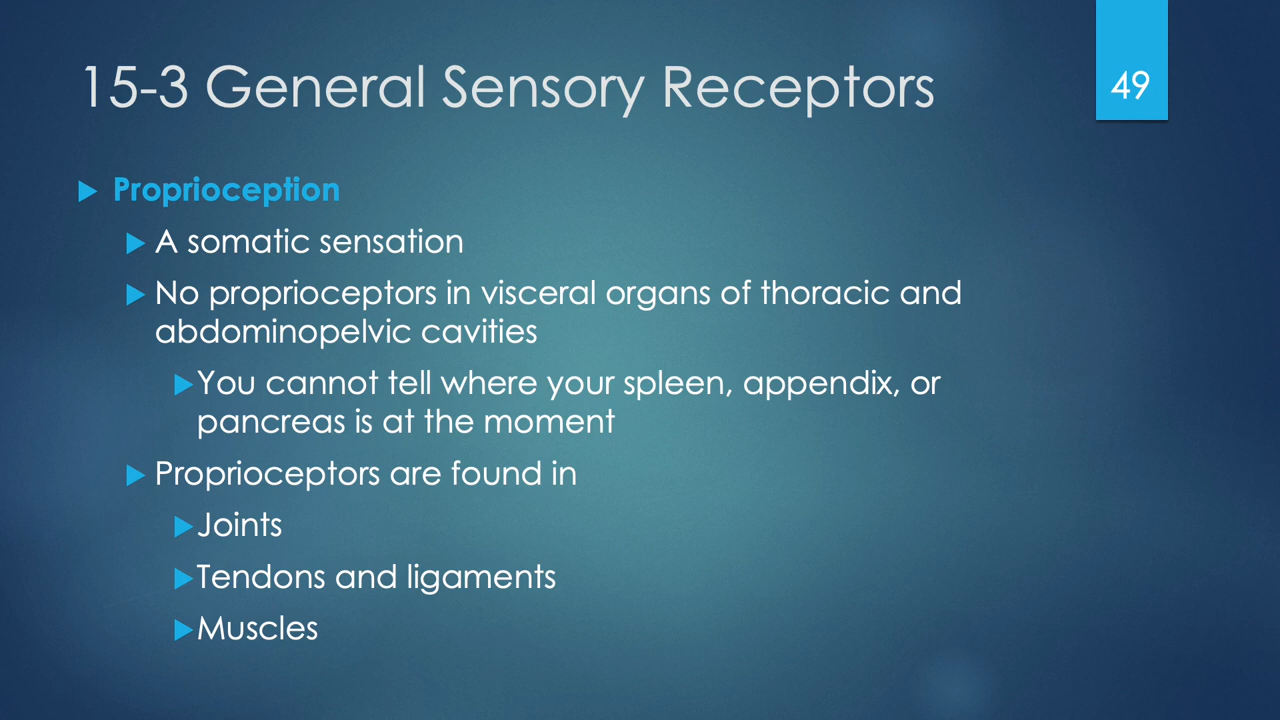 15-3 General Sensory Receptors
49
Proprioception
A somatic sensation
No proprioceptors in visceral organs of thoracic and
abdominopelvic cavities
You cannot tell where your spleen, appendix, or
pancreas is at the moment
Proprioceptors are found in
Joints
Tendons and ligaments
Muscles